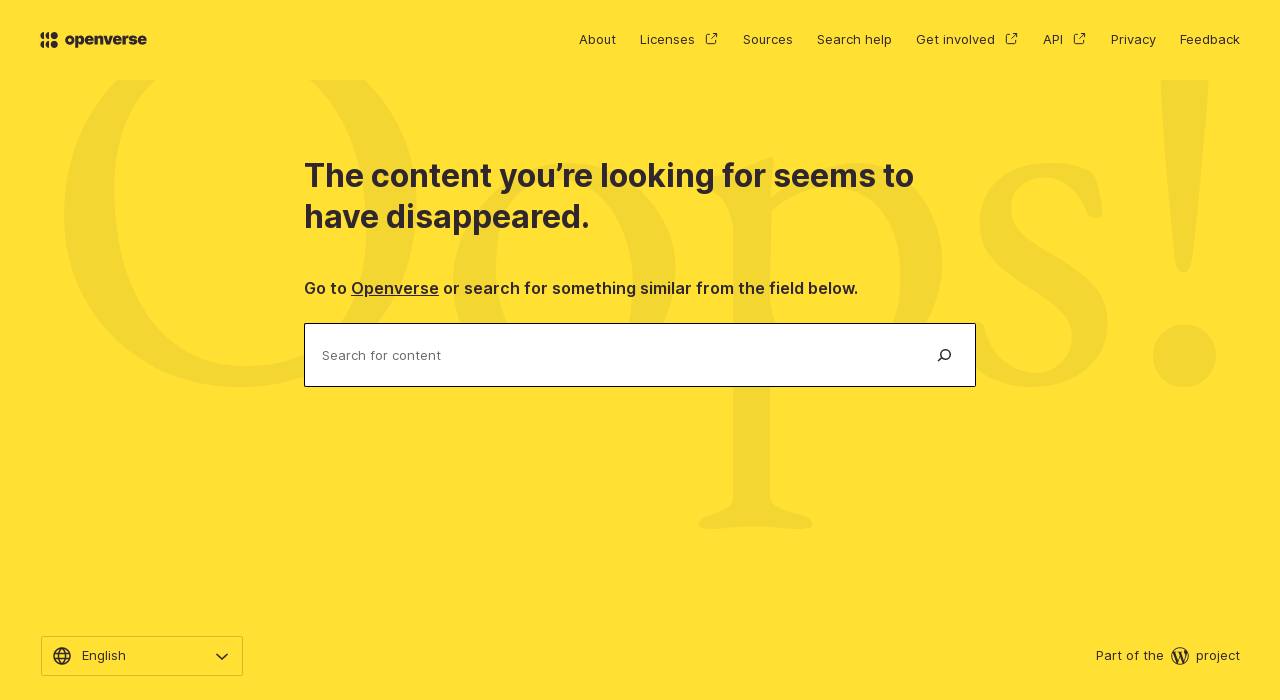 openverse
About
Licenses
Sources
Search help
Get involved
API
Privacy
Feedback
Oops!
The content you’re looking for seems to
have disappeared.
Go to Openverse or search for something similar from the field below.
Search for content
English
Part of the
project